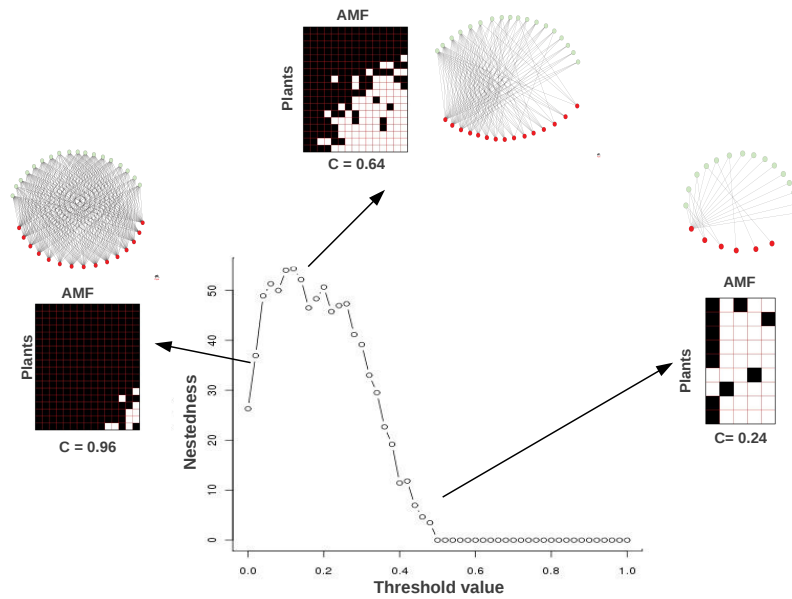 AMF
Plants
C = 0.64
AMF
Plants
C = 0.96
AMF
Plants
C= 0.24
Nestedness
50
40
30
20
10
0
0.0 0.2 0.4 0.6 0.8 1.0
Threshold value